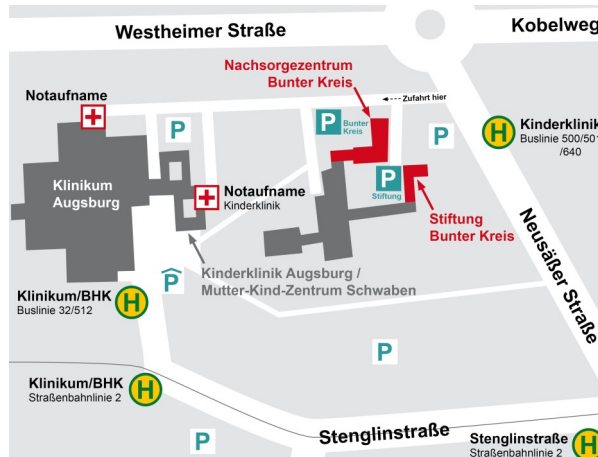 Westheimer Straße
Kobelweg
Nachsorgezentrum
Bunter Kreis
Notaufname
Zufahrt hier
P
P
Bunter
Kreis
P
H
Kinderklinik
Buslinie 500/501
/640
Klinikum
Augsburg
Notaufname
Kinderklinik
P
Stiftung
Stiftung
Bunter Kreis
Neusäßer Straße
Kinderklinik Augsburg /
Mutter-Kind-Zentrum Schwaben
P
Klinikum/BHK
Buslinie 32/512
H
P
Klinikum/BHK
Straßenbahnlinie 2
H
Stenglinstraße
P
Stenglinstraße
Straßenbahnlinie 2
H